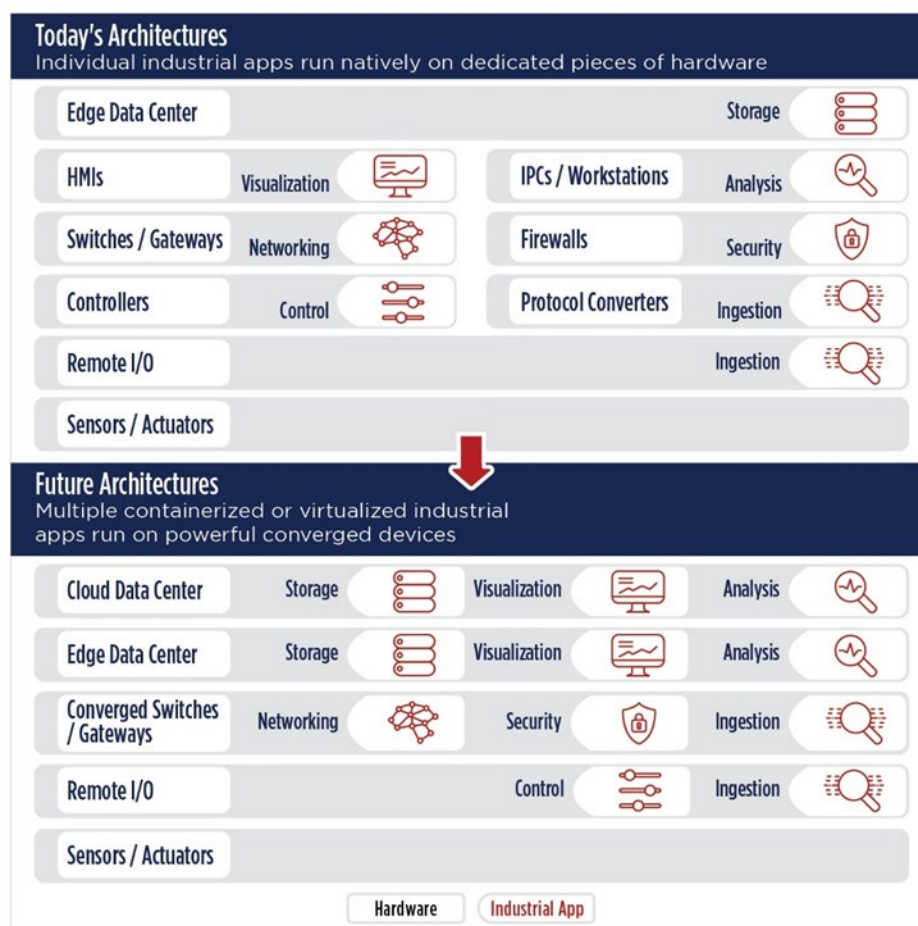 Today's Architectures
Individual industrial apps run natively on dedicated pieces of hardware
Edge Data Center
Storage
HMIs
Visualization
IPCs / Workstations
Analysis
Switches / Gateways
Networking
Firewalls
Security
Controllers
Control
Protocol Converters
Ingestion
Remote I/O
Ingestion
Sensors / Actuators
Future Architectures
Multiple containerized or virtualized industrial
apps run on powerful converged devices
Cloud Data Center
Storage
Visualization
Analysis
Edge Data Center
Storage
Visualization
Analysis
Converged Switches
/ Gateways
Networking
Security
Ingestion
Remote I/O
Control
Ingestion
Sensors / Actuators
Hardware
Industrial App